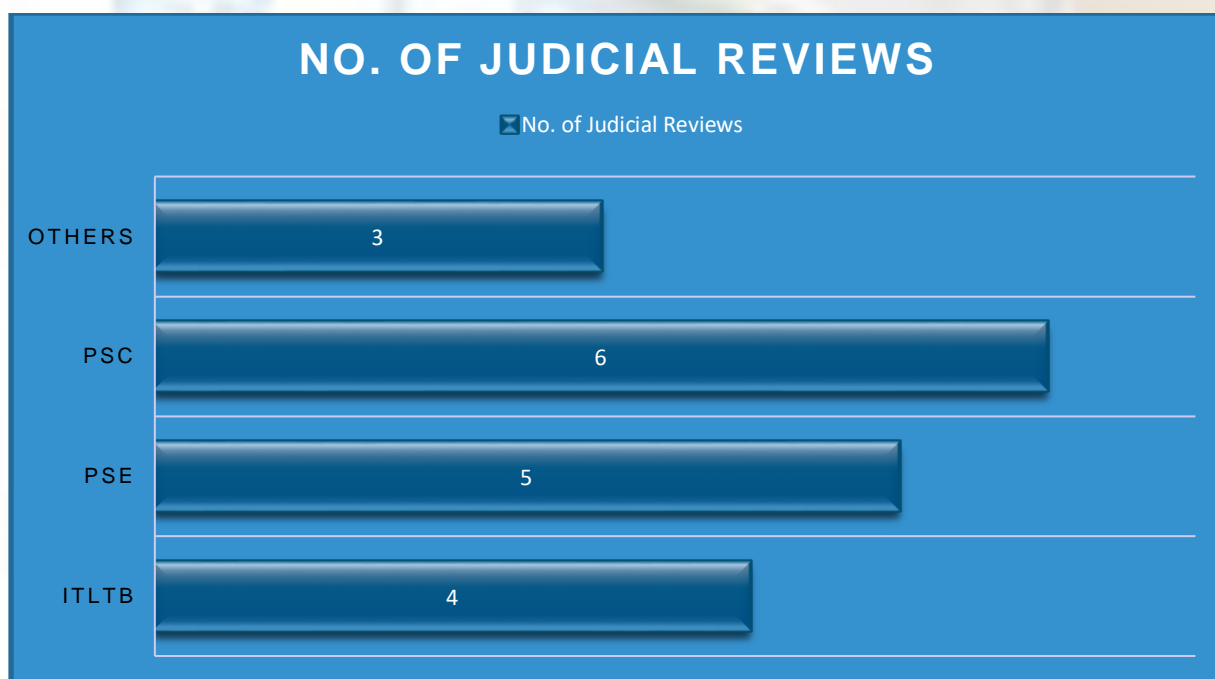 NO. OF JUDICIAL REVIEWS
No. of Judicial Reviews
OTHERS
3
PSC
6
PSE
5
ITLTB
4